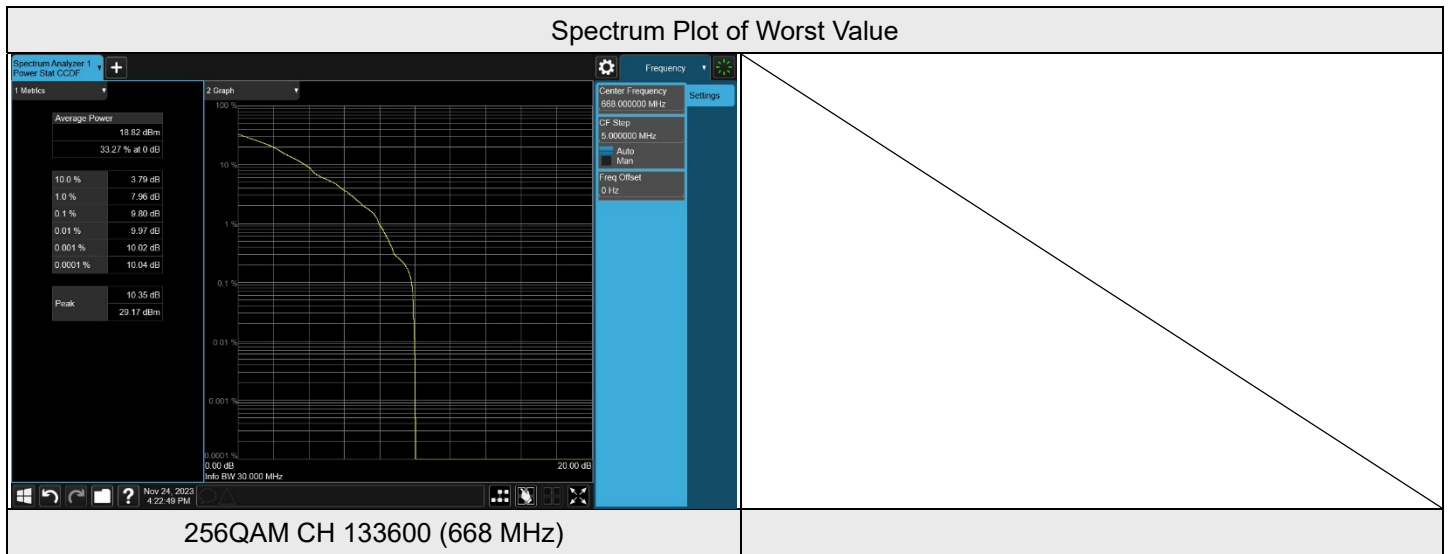 Spectrum Plot of Worst Value
Spectrum Analyzer 1
Power Stat CCDF
Frequency
1 Metrics
Average Power
18.82 dBm
33.27 % at 0 dB
10.0 % 3.79 dB
1.0 % 7.96 dB
0.1 % 9.80 dB
0.01 % 9.97 dB
0.001 % 10.02 dB
0.0001 % 10.04 dB
Peak
10.35 dB
29.17 dBm
2 Graph
100 %
10 %
1 %
0.1 %
0.01 %
0.001 %
0.0001 %
0.00 dB 20.00 dB
Info BW 30.000 MHz
Center Frequency
668.000000 MHz
Settings
CF Step
5.000000 MHz
Auto
Man
Freq Offset
0 Hz
? Nov 24, 2023
4:22:49 PM
256QAM CH 133600 (668 MHz)